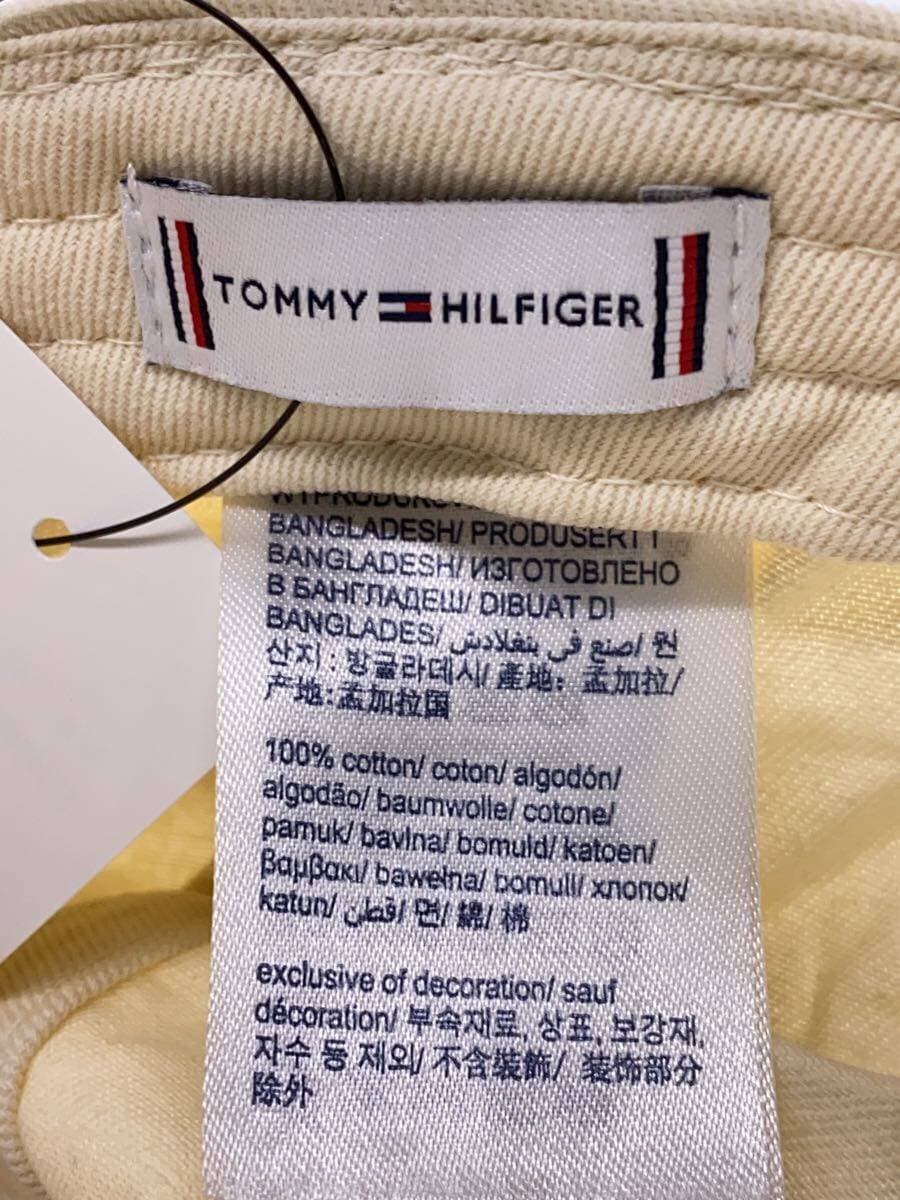 TOMMY HILFIGER
WYPRODUKOW
BANGLADESH/ PRODUSERT I
BANGLADESH/ ИЗГОТОВЛЕНО
В БАНГЛАДЕШ/ DIBUAT DI
BANGLADES/ صنع في بنغلادش/ 원
산지 : 방글라데시/ 產地： 孟加拉/
产地:孟加拉国
100% cotton/ coton/ algodón/
algodão/ baumwolle/ cotone/
pamuk/ bavlna/ bomuld/ katoen/
βαμβακι/ bawełna/ bomull/ хлопок/
katun/ قطن/ 면/ 綿/ 棉
exclusive of decoration/ sauf
décoration/ 부속재료, 상표, 보강재,
자수 등 제외/ 不含裝飾/ 装饰部分
除外